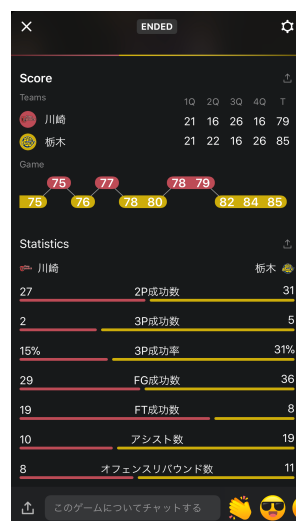 ENDED
Score
Teams 1Q 2Q 3Q 4Q T
川崎 21 16 26 16 79
栃木 21 22 16 26 85
Game
75 77 78 79
75 76 78 80 82 84 85
Statistics
川崎 栃木
27 2P成功数 31
2 3P成功数 5
15% 3P成功率 31%
29 FG成功数 36
19 FT成功数 8
10 アシスト数 19
8 オフェンスリバウンド数 11
このゲームについてチャットする